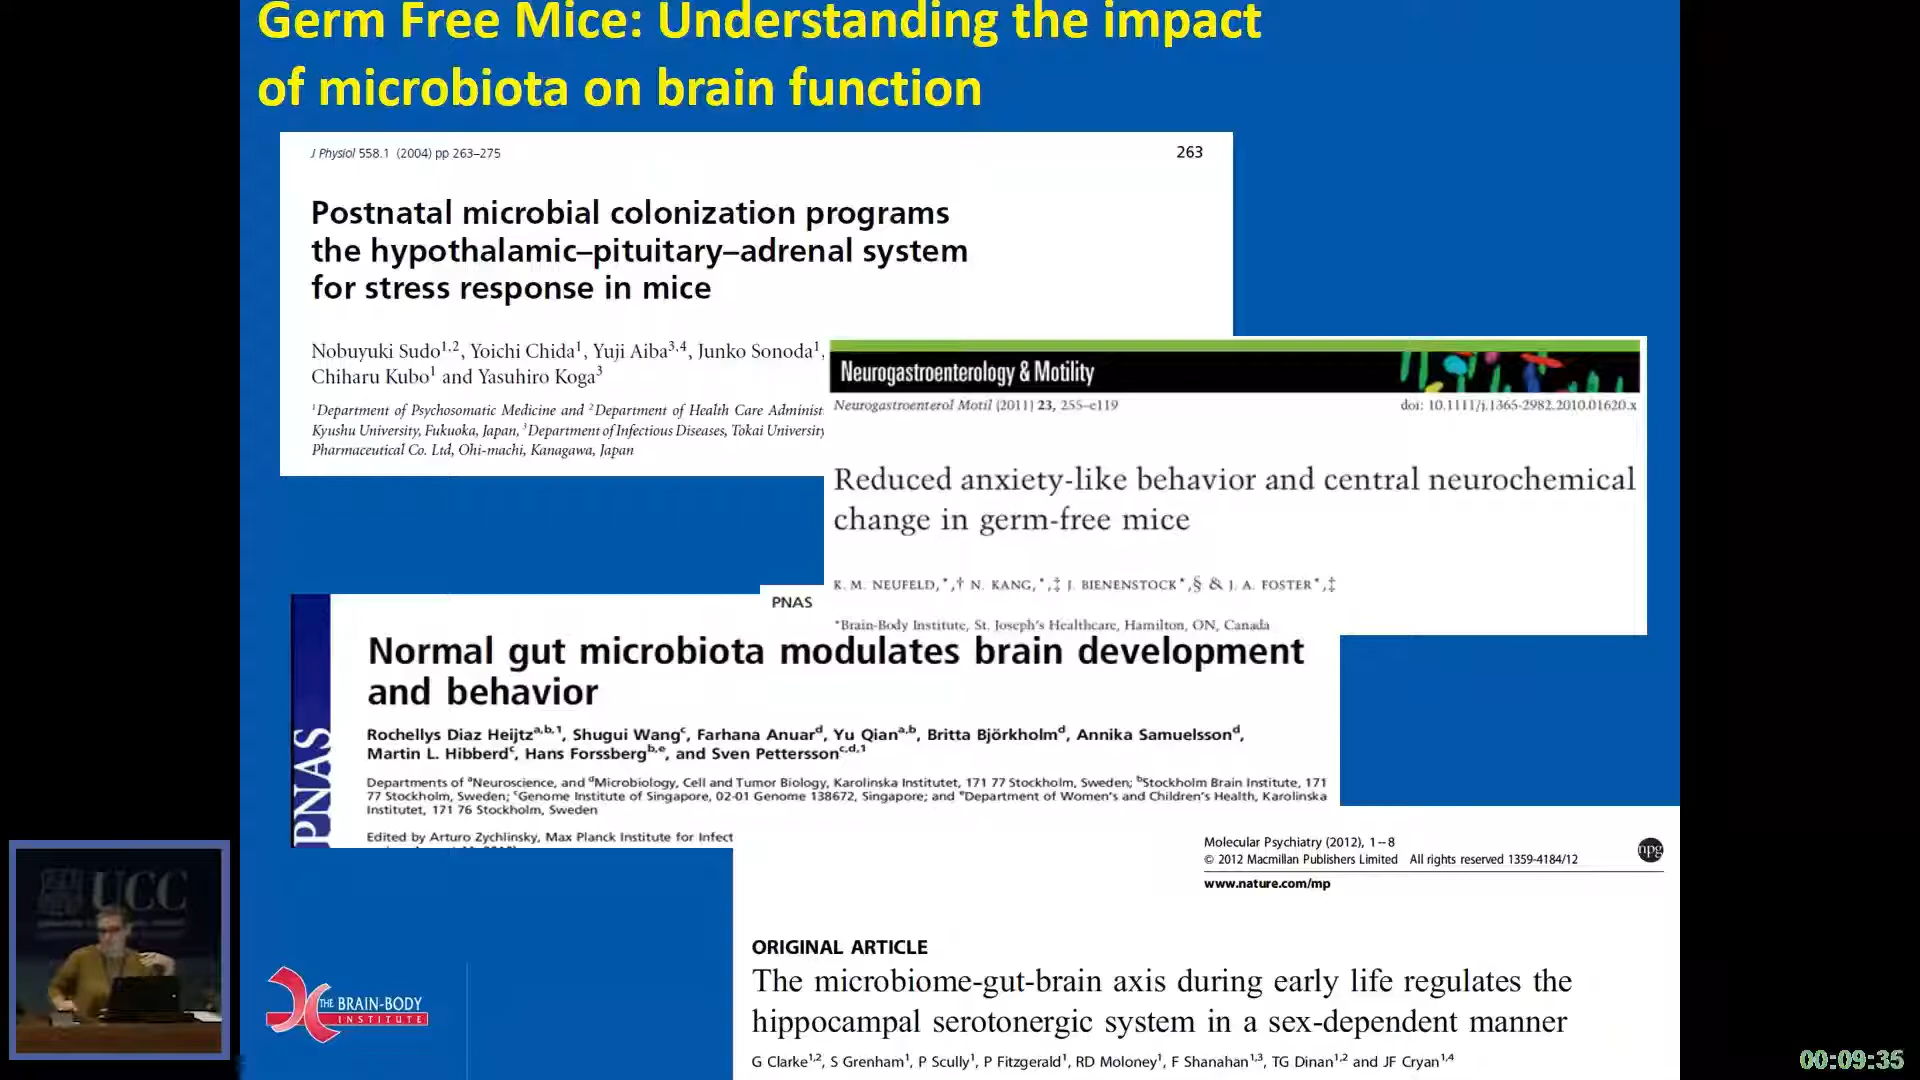 Germ Free Mice: Understanding the impact
of microbiota on brain function
J Physiol 558.1 (2004) pp 263–275
263
Postnatal microbial colonization programs
the hypothalamic–pituitary–adrenal system
for stress response in mice
Nobuyuki Sudo1,2, Yoichi Chida1, Yuji Aiba3,4, Junko Sonoda1,
Chiharu Kubo1 and Yasuhiro Koga3
1Department of Psychosomatic Medicine and 2Department of Health Care Administ
Kyushu University, Fukuoka, Japan, 3Department of Infectious Diseases, Tokai University
Pharmaceutical Co. Ltd, Ohi-machi, Kanagawa, Japan
Neurogastroenterology & Motility
Neurogastroenterol Motil (2011) 23, 255–e119
doi: 10.1111/j.1365-2982.2010.01620.x
Reduced anxiety-like behavior and central neurochemical
change in germ-free mice
K. M. NEUFELD,*,† N. KANG,*,‡ J. BIENENSTOCK*,§ & J. A. FOSTER*,‡
*Brain-Body Institute, St. Joseph's Healthcare, Hamilton, ON, Canada
PNAS
PNAS
Normal gut microbiota modulates brain development
and behavior
Rochellys Diaz Heijtza,b,1, Shugui Wangc, Farhana Anuard, Yu Qiana,b, Britta Björkholmd, Annika Samuelssond,
Martin L. Hibberdc, Hans Forssbergb,e, and Sven Petterssonc,d,1
Departments of aNeuroscience, and dMicrobiology, Cell and Tumor Biology, Karolinska Institutet, 171 77 Stockholm, Sweden; bStockholm Brain Institute, 171
77 Stockholm, Sweden; cGenome Institute of Singapore, 02-01 Genome 138672, Singapore; and eDepartment of Women's and Children's Health, Karolinska
Institutet, 171 76 Stockholm, Sweden
Edited by Arturo Zychlinsky, Max Planck Institute for Infect
Molecular Psychiatry (2012), 1–8
© 2012 Macmillan Publishers Limited All rights reserved 1359-4184/12
npg
www.nature.com/mp
ORIGINAL ARTICLE
The microbiome-gut-brain axis during early life regulates the
hippocampal serotonergic system in a sex-dependent manner
G Clarke1,2, S Grenham1, P Scully1, P Fitzgerald1, RD Moloney1, F Shanahan1,3, TG Dinan1,2 and JF Cryan1,4
UCC
THE BRAIN-BODY
INSTITUTE
00:09:35